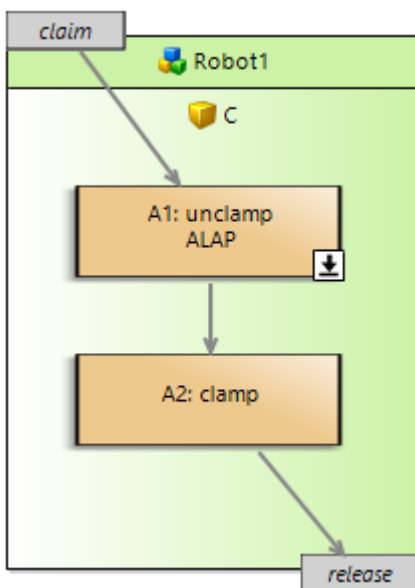 claim
Robot1
C
A1: unclamp
ALAP
A2: clamp
release